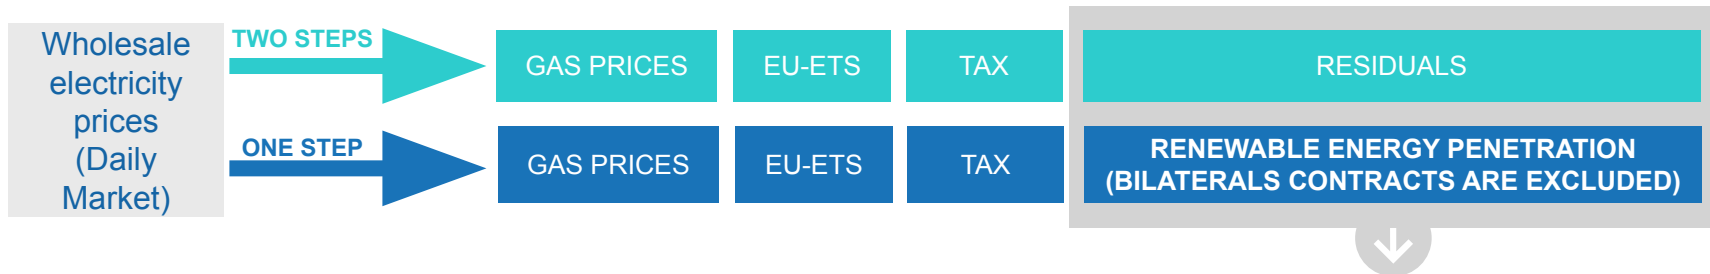 Wholesale
electricity
prices
(Daily
Market)
TWO STEPS
GAS PRICES
EU-ETS
TAX
RESIDUALS
ONE STEP
GAS PRICES
EU-ETS
TAX
RENEWABLE ENERGY PENETRATION
(BILATERALS CONTRACTS ARE EXCLUDED)